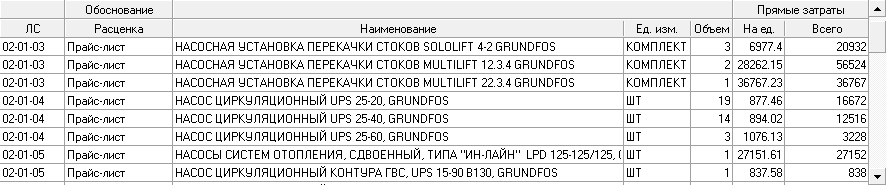 Обоснование Прямые затраты
ЛС Расценка Наименование Ед. изм. Объем На ед. Всего
02-01-03 Прайс-лист НАСОСНАЯ УСТАНОВКА ПЕРЕКАЧКИ СТОКОВ SOLOLIFT 4-2 GRUNDFOS КОМПЛЕКТ 3 6977.4 20932
02-01-03 Прайс-лист НАСОСНАЯ УСТАНОВКА ПЕРЕКАЧКИ СТОКОВ MULTILIFT 12.3.4 GRUNDFOS КОМПЛЕКТ 2 28262.15 56524
02-01-03 Прайс-лист НАСОСНАЯ УСТАНОВКА ПЕРЕКАЧКИ СТОКОВ MULTILIFT 22.3.4 GRUNDFOS КОМПЛЕКТ 1 36767.23 36767
02-01-04 Прайс-лист НАСОС ЦИРКУЛЯЦИОННЫЙ UPS 25-20, GRUNDFOS ШТ 19 877.46 16672
02-01-04 Прайс-лист НАСОС ЦИРКУЛЯЦИОННЫЙ UPS 25-40, GRUNDFOS ШТ 14 894.02 12516
02-01-04 Прайс-лист НАСОС ЦИРКУЛЯЦИОННЫЙ UPS 25-60, GRUNDFOS ШТ 3 1076.13 3228
02-01-05 Прайс-лист НАСОСЫ СИСТЕМ ОТОПЛЕНИЯ, СДВОЕННЫЙ, ТИПА "ИН-ЛАЙН" LPD 125-125/125, ШТ 1 27151.61 27152
02-01-05 Прайс-лист НАСОС ЦИРКУЛЯЦИОННЫЙ КОНТУРА ГВС, UPS 15-90 B130, GRUNDFOS ШТ 1 837.58 838